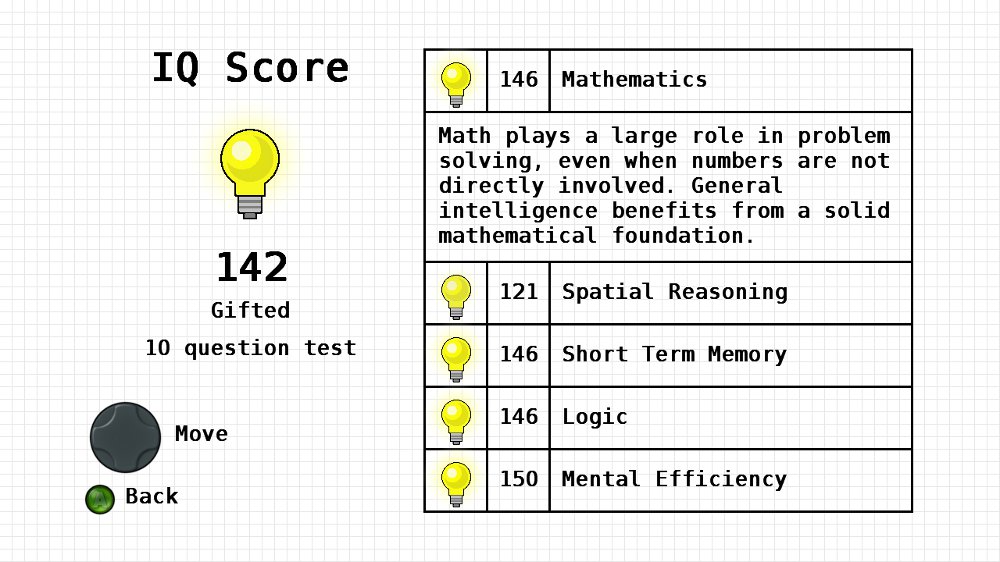 IQ Score
142
Gifted
10 question test
Move
A
Back
146 Mathematics
Math plays a large role in problem
solving, even when numbers are not
directly involved. General
intelligence benefits from a solid
mathematical foundation.
121 Spatial Reasoning
146 Short Term Memory
146 Logic
150 Mental Efficiency